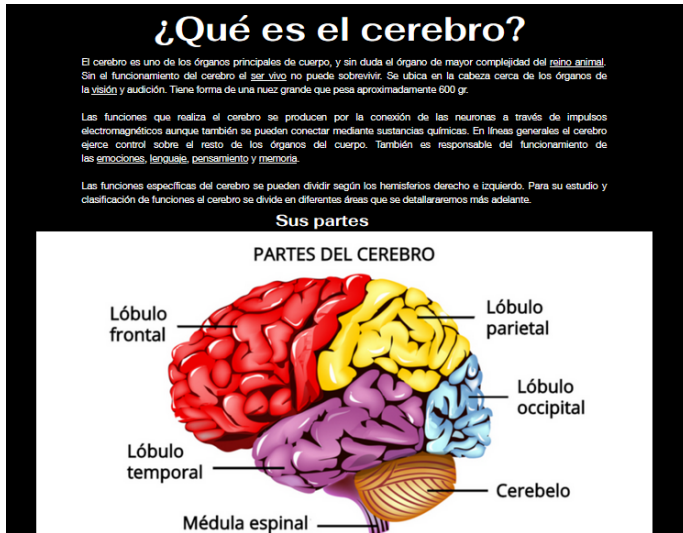 ¿Qué es el cerebro?
El cerebro es uno de los órganos principales de cuerpo, y sin duda el órgano de mayor complejidad del reino animal.
Sin el funcionamiento del cerebro el ser vivo no puede sobrevivir. Se ubica en la cabeza cerca de los órganos de
la visión y audición. Tiene forma de una nuez grande que pesa aproximadamente 600 gr.
Las funciones que realiza el cerebro se producen por la conexión de las neuronas a través de impulsos
electromagnéticos aunque también se pueden conectar mediante sustancias químicas. En líneas generales el cerebro
ejerce control sobre el resto de los órganos del cuerpo. También es responsable del funcionamiento de
las emociones, lenguaje, pensamiento y memoria.
Las funciones específicas del cerebro se pueden dividir según los hemisferios derecho e izquierdo. Para su estudio y
clasificación de funciones el cerebro se divide en diferentes áreas que se detallararemos más adelante.
Sus partes
PARTES DEL CEREBRO
Lóbulo
frontal
Lóbulo
parietal
Lóbulo
occipital
Lóbulo
temporal
Cerebelo
Médula espinal